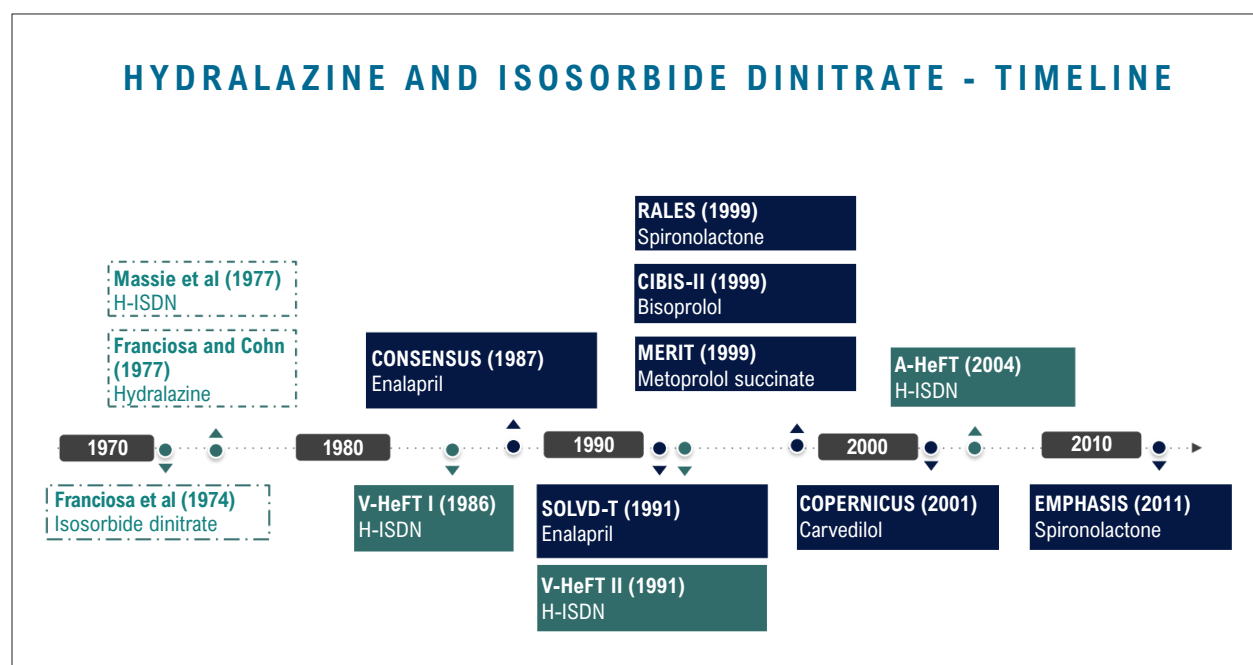 HYDRALAZINE AND ISOSORBIDE DINITRATE - TIMELINE
RALES (1999)
Spironolactone
Massie et al (1977)
H-ISDN
CIBIS-II (1999)
Bisoprolol
Franciosa and Cohn
(1977)
Hydralazine
CONSENSUS (1987)
Enalapril
MERIT (1999)
Metoprolol succinate
A-HeFT (2004)
H-ISDN
1970
1980
1990
2000
2010
Franciosa et al (1974)
Isosorbide dinitrate
V-HeFT I (1986)
H-ISDN
SOLVD-T (1991)
Enalapril
COPERNICUS (2001)
Carvedilol
EMPHASIS (2011)
Spironolactone
V-HeFT II (1991)
H-ISDN